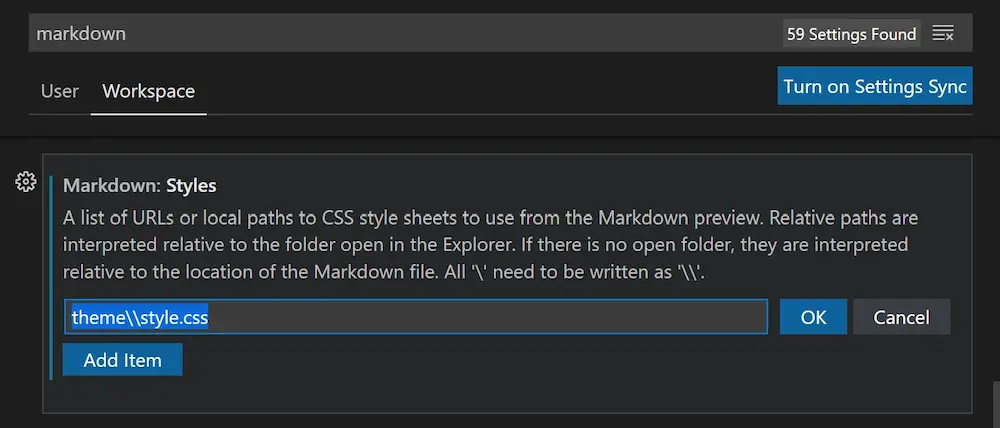 markdown
59 Settings Found
User Workspace
Turn on Settings Sync
Markdown: Styles
A list of URLs or local paths to CSS style sheets to use from the Markdown preview. Relative paths are
interpreted relative to the folder open in the Explorer. If there is no open folder, they are interpreted
relative to the location of the Markdown file. All '\' need to be written as '\\'.
theme\\style.css
OK Cancel
Add Item